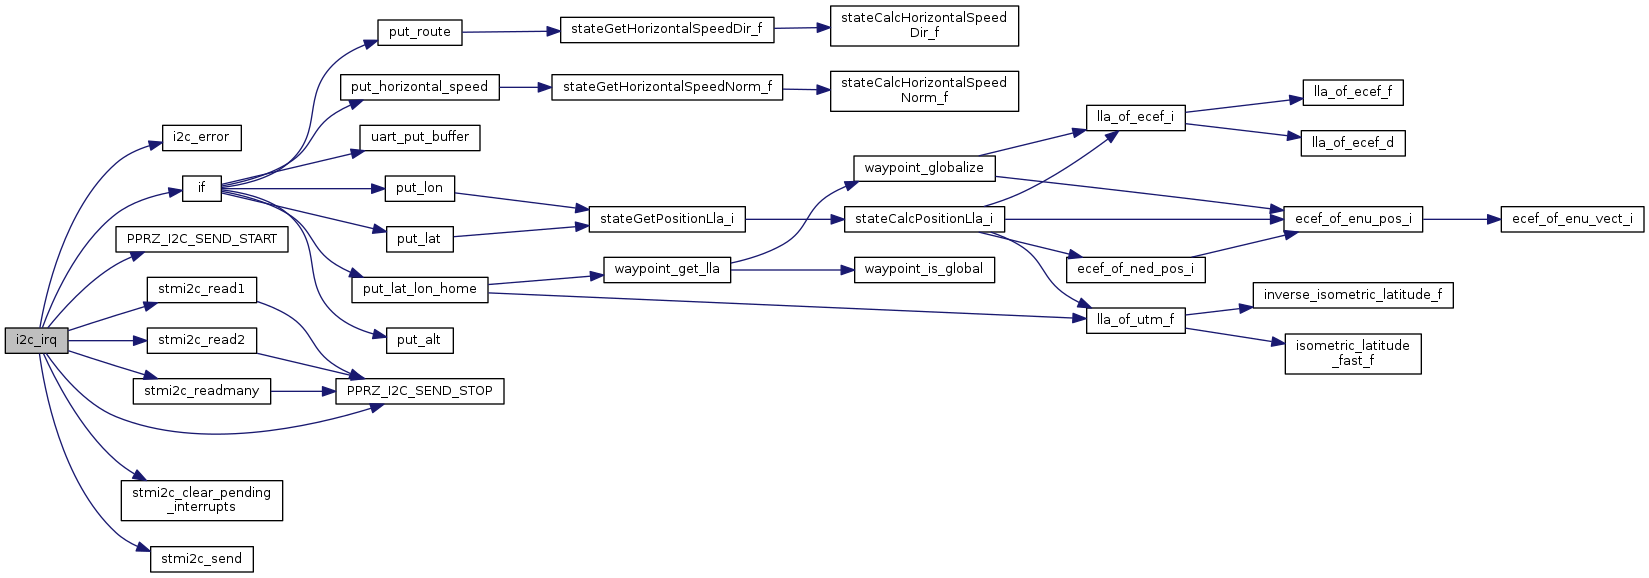 i2c_irq
i2c_error
if
PPRZ_I2C_SEND_START
stmi2c_read1
stmi2c_read2
stmi2c_readmany
stmi2c_clear_pending
_interrupts
stmi2c_send
put_route
put_horizontal_speed
uart_put_buffer
put_lon
put_lat
put_lat_lon_home
put_alt
PPRZ_I2C_SEND_STOP
stateGetHorizontalSpeedDir_f
stateGetHorizontalSpeedNorm_f
stateGetPositionLla_i
waypoint_get_lla
stateCalcHorizontalSpeed
Dir_f
stateCalcHorizontalSpeed
Norm_f
waypoint_globalize
stateCalcPositionLla_i
waypoint_is_global
lla_of_ecef_i
ecef_of_ned_pos_i
lla_of_utm_f
lla_of_ecef_f
lla_of_ecef_d
ecef_of_enu_pos_i
inverse_isometric_latitude_f
isometric_latitude
_fast_f
ecef_of_enu_vect_i